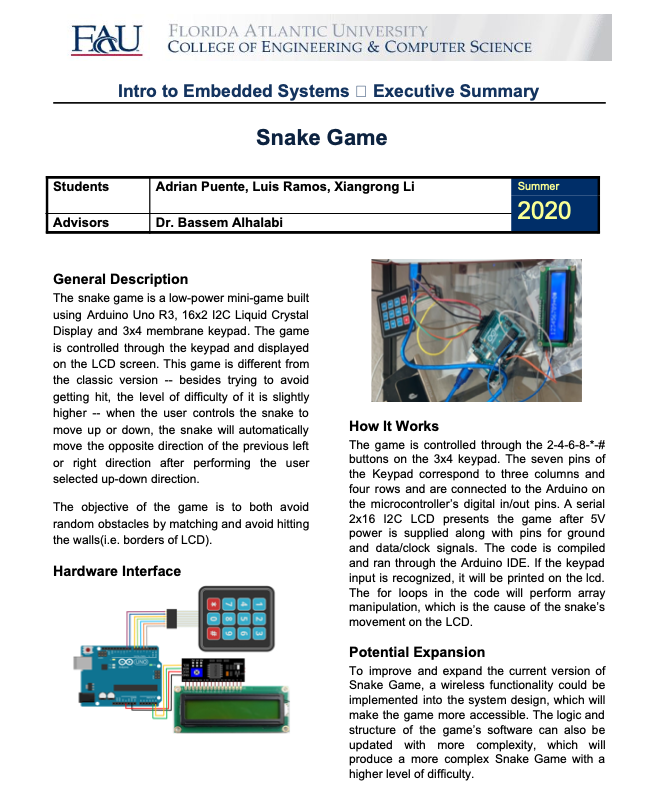 FAU FLORIDA ATLANTIC UNIVERSITY
COLLEGE OF ENGINEERING & COMPUTER SCIENCE
Intro to Embedded Systems □ Executive Summary
Snake Game
Students Adrian Puente, Luis Ramos, Xiangrong Li Summer
2020
Advisors Dr. Bassem Alhalabi
General Description
The snake game is a low-power mini-game built
using Arduino Uno R3, 16x2 I2C Liquid Crystal
Display and 3x4 membrane keypad. The game
is controlled through the keypad and displayed
on the LCD screen. This game is different from
the classic version -- besides trying to avoid
getting hit, the level of difficulty of it is slightly
higher -- when the user controls the snake to
move up or down, the snake will automatically
move the opposite direction of the previous left
or right direction after performing the user
selected up-down direction.
The objective of the game is to both avoid
random obstacles by matching and avoid hitting
the walls(i.e. borders of LCD).
Hardware Interface
* 7 4 1
0 8 5 2
# 9 6 3
UNO
How It Works
The game is controlled through the 2-4-6-8-*-#
buttons on the 3x4 keypad. The seven pins of
the Keypad correspond to three columns and
four rows and are connected to the Arduino on
the microcontroller's digital in/out pins. A serial
2x16 I2C LCD presents the game after 5V
power is supplied along with pins for ground
and data/clock signals. The code is compiled
and ran through the Arduino IDE. If the keypad
input is recognized, it will be printed on the lcd.
The for loops in the code will perform array
manipulation, which is the cause of the snake's
movement on the LCD.
Potential Expansion
To improve and expand the current version of
Snake Game, a wireless functionality could be
implemented into the system design, which will
make the game more accessible. The logic and
structure of the game's software can also be
updated with more complexity, which will
produce a more complex Snake Game with a
higher level of difficulty.